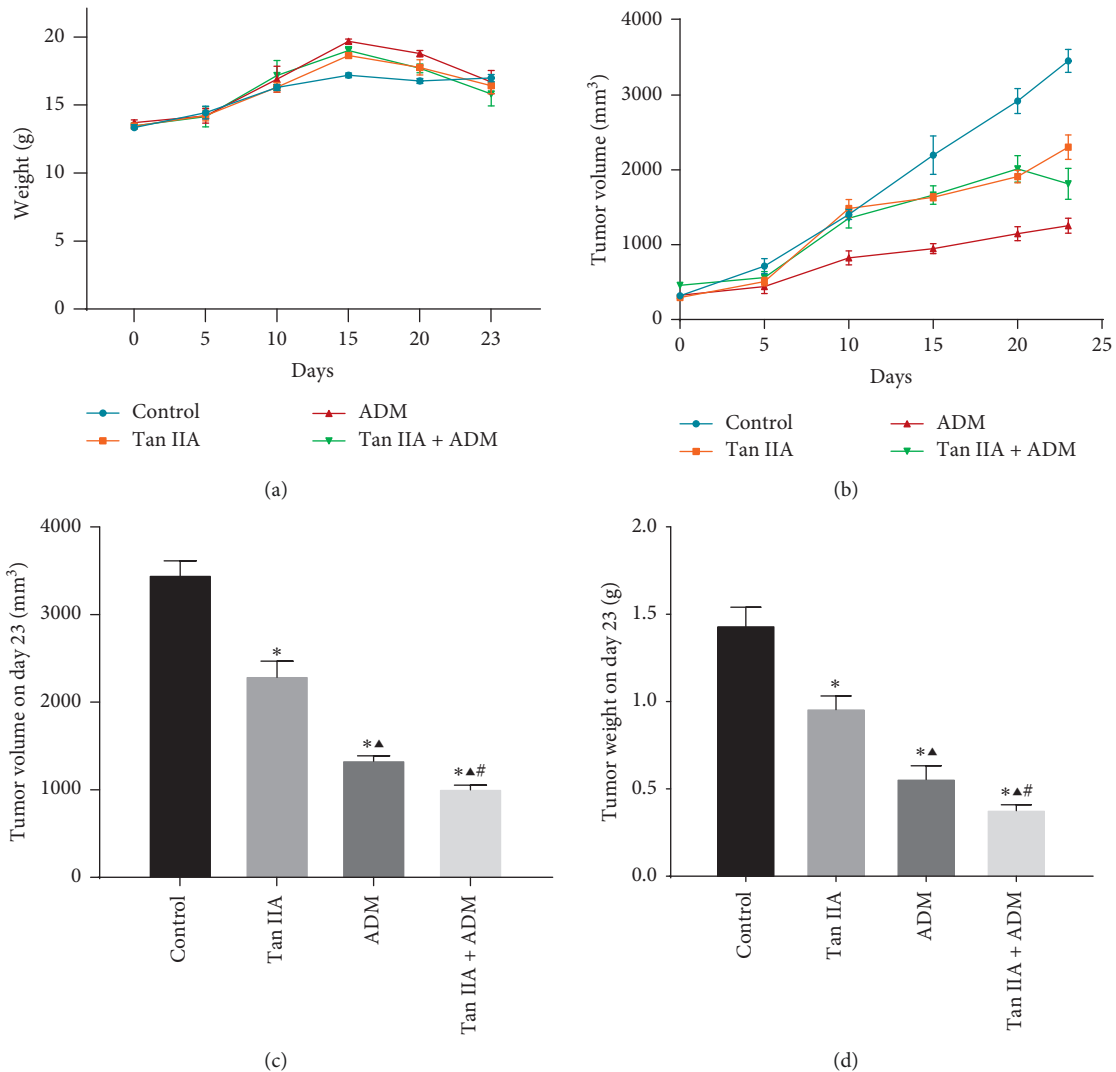 Weight (g)
20
15
10
5
0
0 5 10 15 20 23
Days
Control ADM
Tan IIA Tan IIA + ADM
(a)
Tumor volume (mm³)
4000
3000
2000
1000
0
0 5 10 15 20 25
Days
Control ADM
Tan IIA Tan IIA + ADM
(b)
Tumor volume on day 23 (mm³)
4000
3000
2000
1000
0
*
*▲
*▲#
Control
Tan IIA
ADM
Tan IIA + ADM
(c)
Tumor weight on day 23 (g)
2.0
1.5
1.0
0.5
0.0
*
*▲
*▲#
Control
Tan IIA
ADM
Tan IIA + ADM
(d)